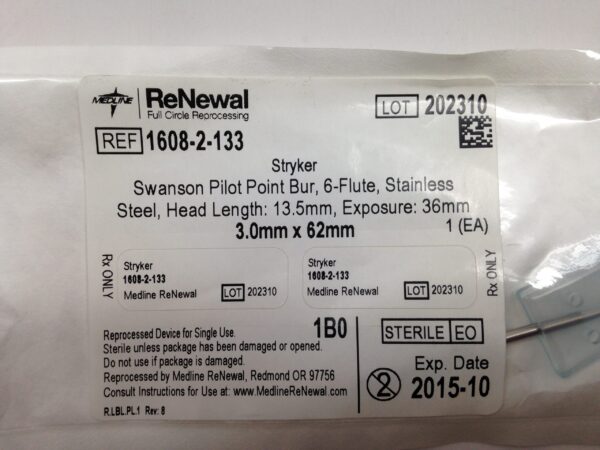 MEDLINE
ReNewal
Full Circle Reprocessing
LOT 202310
REF 1608-2-133
Stryker
Swanson Pilot Point Bur, 6-Flute, Stainless
Steel, Head Length: 13.5mm, Exposure: 36mm
3.0mm x 62mm 1 (EA)
Rx ONLY
Stryker
1608-2-133
Medline ReNewal LOT 202310
Stryker
1608-2-133
Medline ReNewal LOT 202310
Rx ONLY
Reprocessed Device for Single Use. 1B0
Sterile unless package has been damaged or opened.
Do not use if package is damaged.
Reprocessed by Medline ReNewal, Redmond OR 97756
Consult Instructions for Use at: www.MedlineReNewal.com
R.LBL.PL.1 Rev: 8
STERILE EO
2
Exp. Date
2015-10